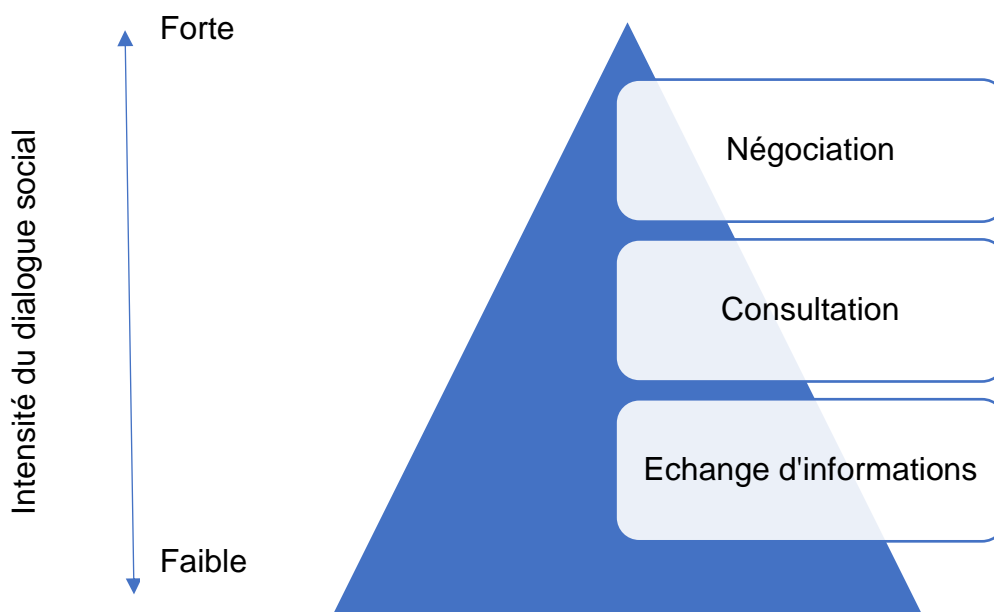 Forte
Intensité du dialogue social
Négociation
Consultation
Echange d'informations
Faible